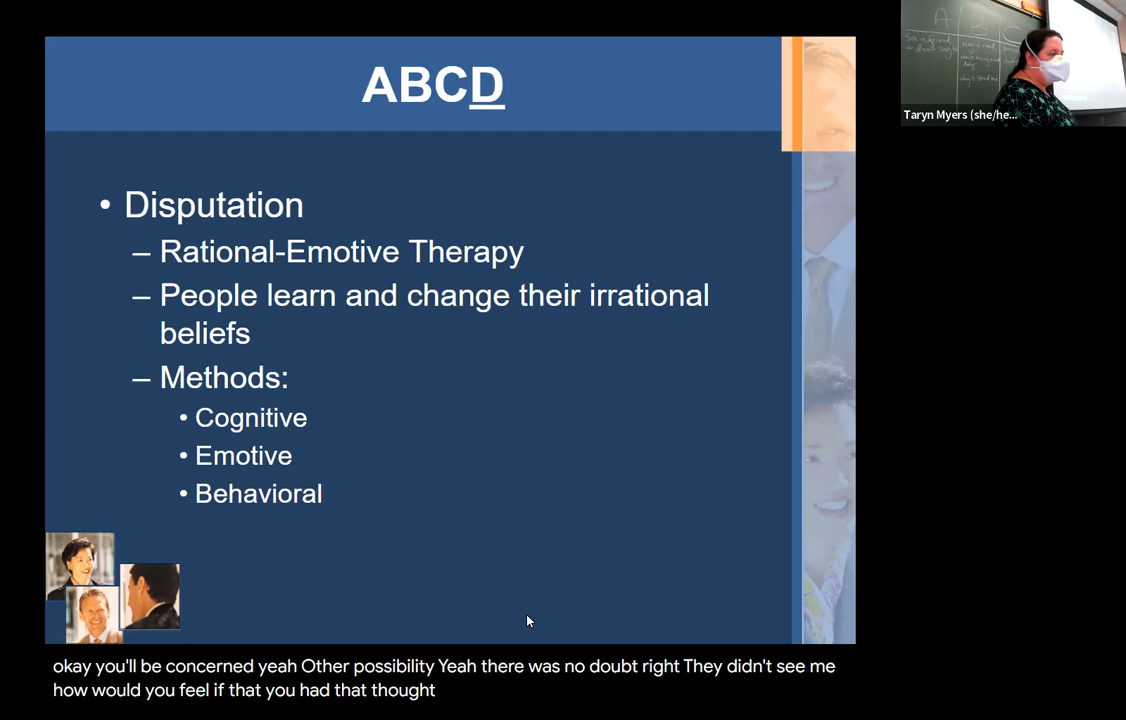 ABCD
• Disputation
– Rational-Emotive Therapy
– People learn and change their irrational
beliefs
– Methods:
• Cognitive
• Emotive
• Behavioral
A B C
Taryn Myers (she/he...
okay you'll be concerned yeah Other possibility Yeah there was no doubt right They didn't see me
how would you feel if that you had that thought